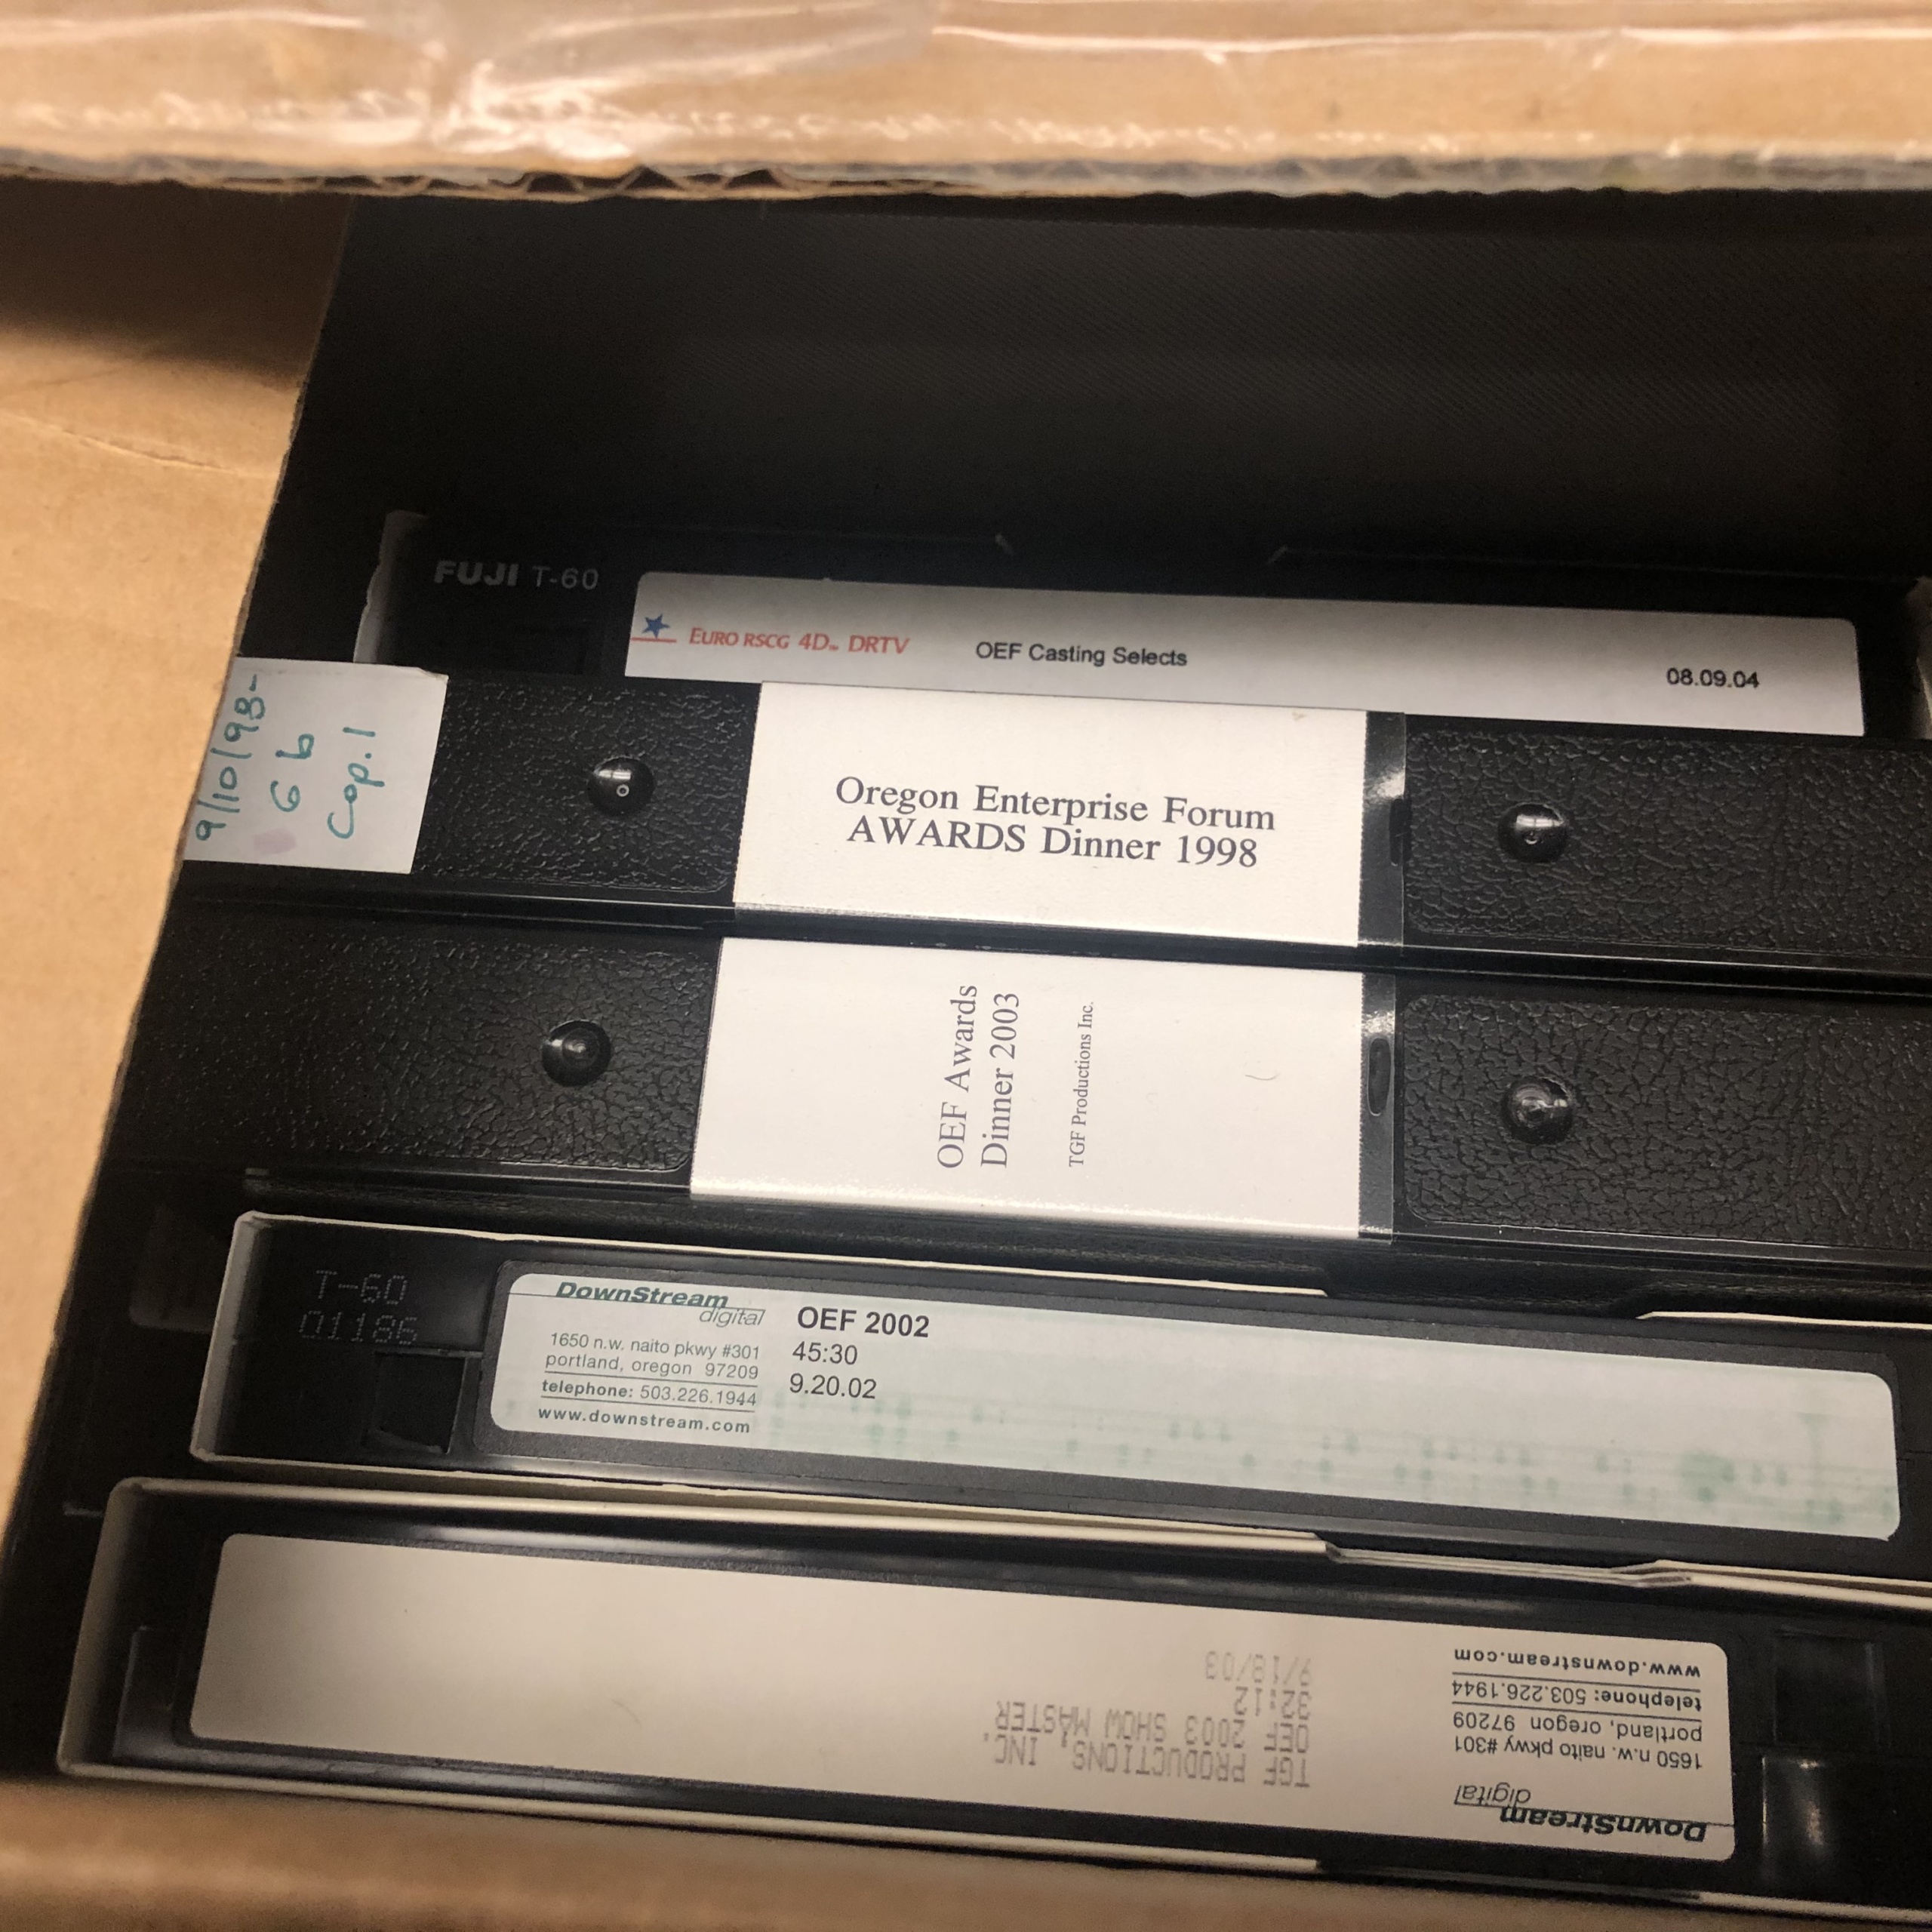 FUJI T-60
EURO RSCG 4D™ DRTV
OEF Casting Selects
08.09.04
9/10/98-
6 b
Cop.1
Oregon Enterprise Forum
AWARDS Dinner 1998
OEF Awards
Dinner 2003
TGF Productions Inc.
T-60
01186
DownStream
digital
1650 n.w. naito pkwy #301
portland, oregon 97209
telephone: 503.226.1944
www.downstream.com
OEF 2002
45:30
9.20.02
DownStream
digital
1650 n.w. naito pkwy #301
portland, oregon 97209
telephone: 503.226.1944
www.downstream.com
TGF PRODUCTIONS, INC.
OEF 2003 SHOW MASTER
32:12
9/18/03